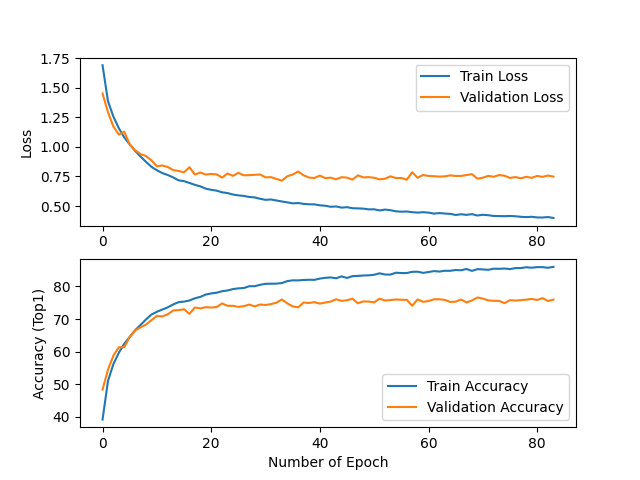 1.75
1.50
1.25
1.00
0.75
0.50
Loss
Train Loss
Validation Loss
0 20 40 60 80
80
70
60
50
40
Accuracy (Top1)
Train Accuracy
Validation Accuracy
0 20 40 60 80
Number of Epoch